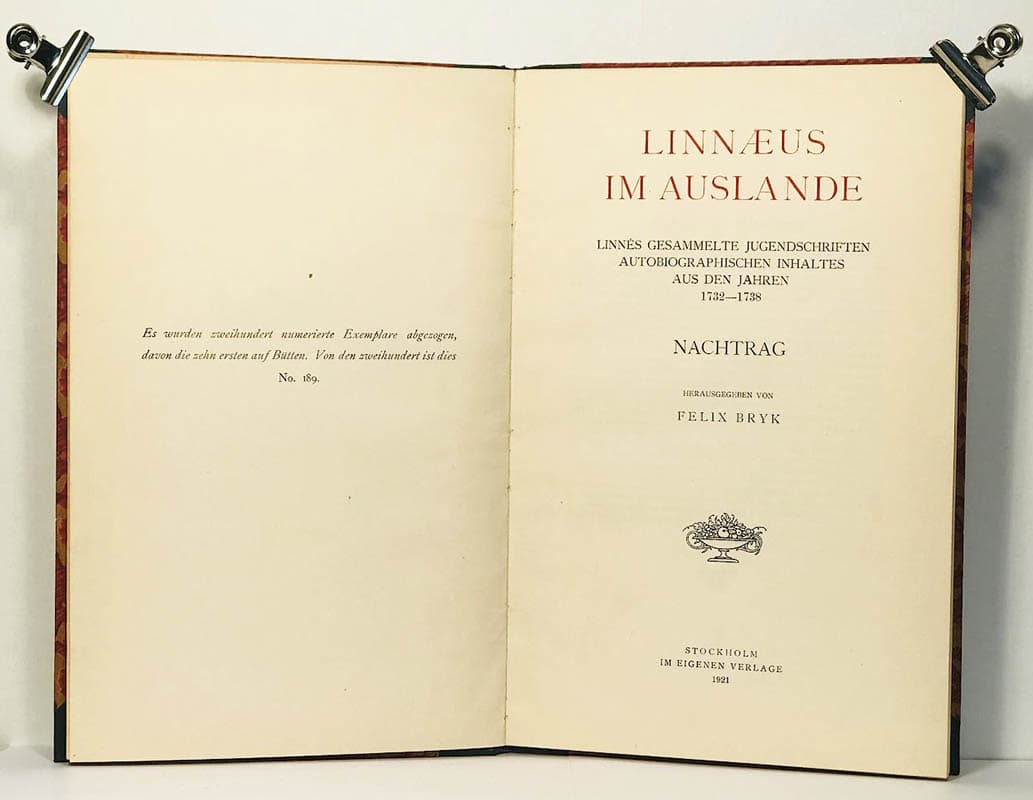 Es wurden zweihundert numerierte Exemplare abgezogen,
davon die zehn ersten auf Bütten. Von den zweihundert ist dies
No. 189.
LINNÆUS
IM AUSLANDE
LINNÉS GESAMMELTE JUGENDSCHRIFTEN
AUTOBIOGRAPHISCHEN INHALTES
AUS DEN JAHREN
1732—1738
NACHTRAG
HERAUSGEGEBEN VON
FELIX BRYK
STOCKHOLM
IM EIGENEN VERLAGE
1921